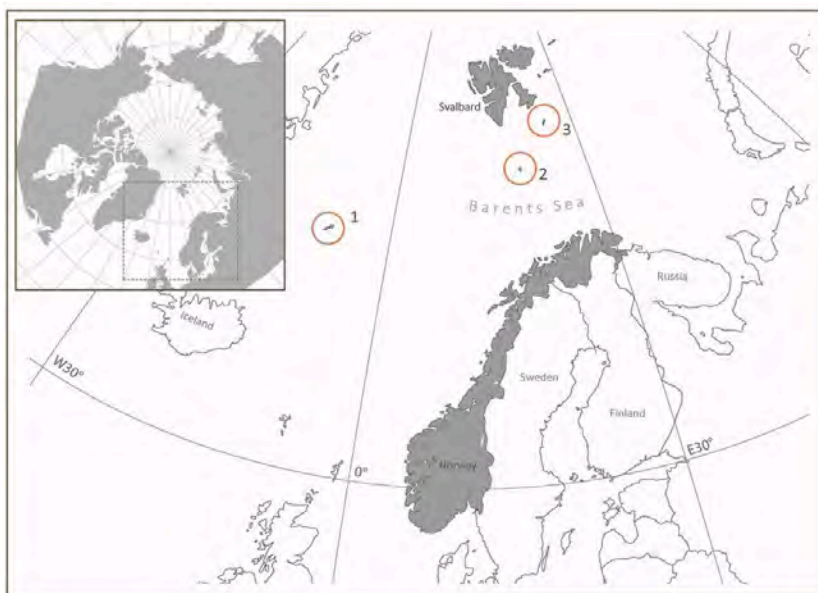 Svalbard
3
2
Barents Sea
1
Russia
Iceland
Sweden
W30°
Finland
Norway
0°
E30°